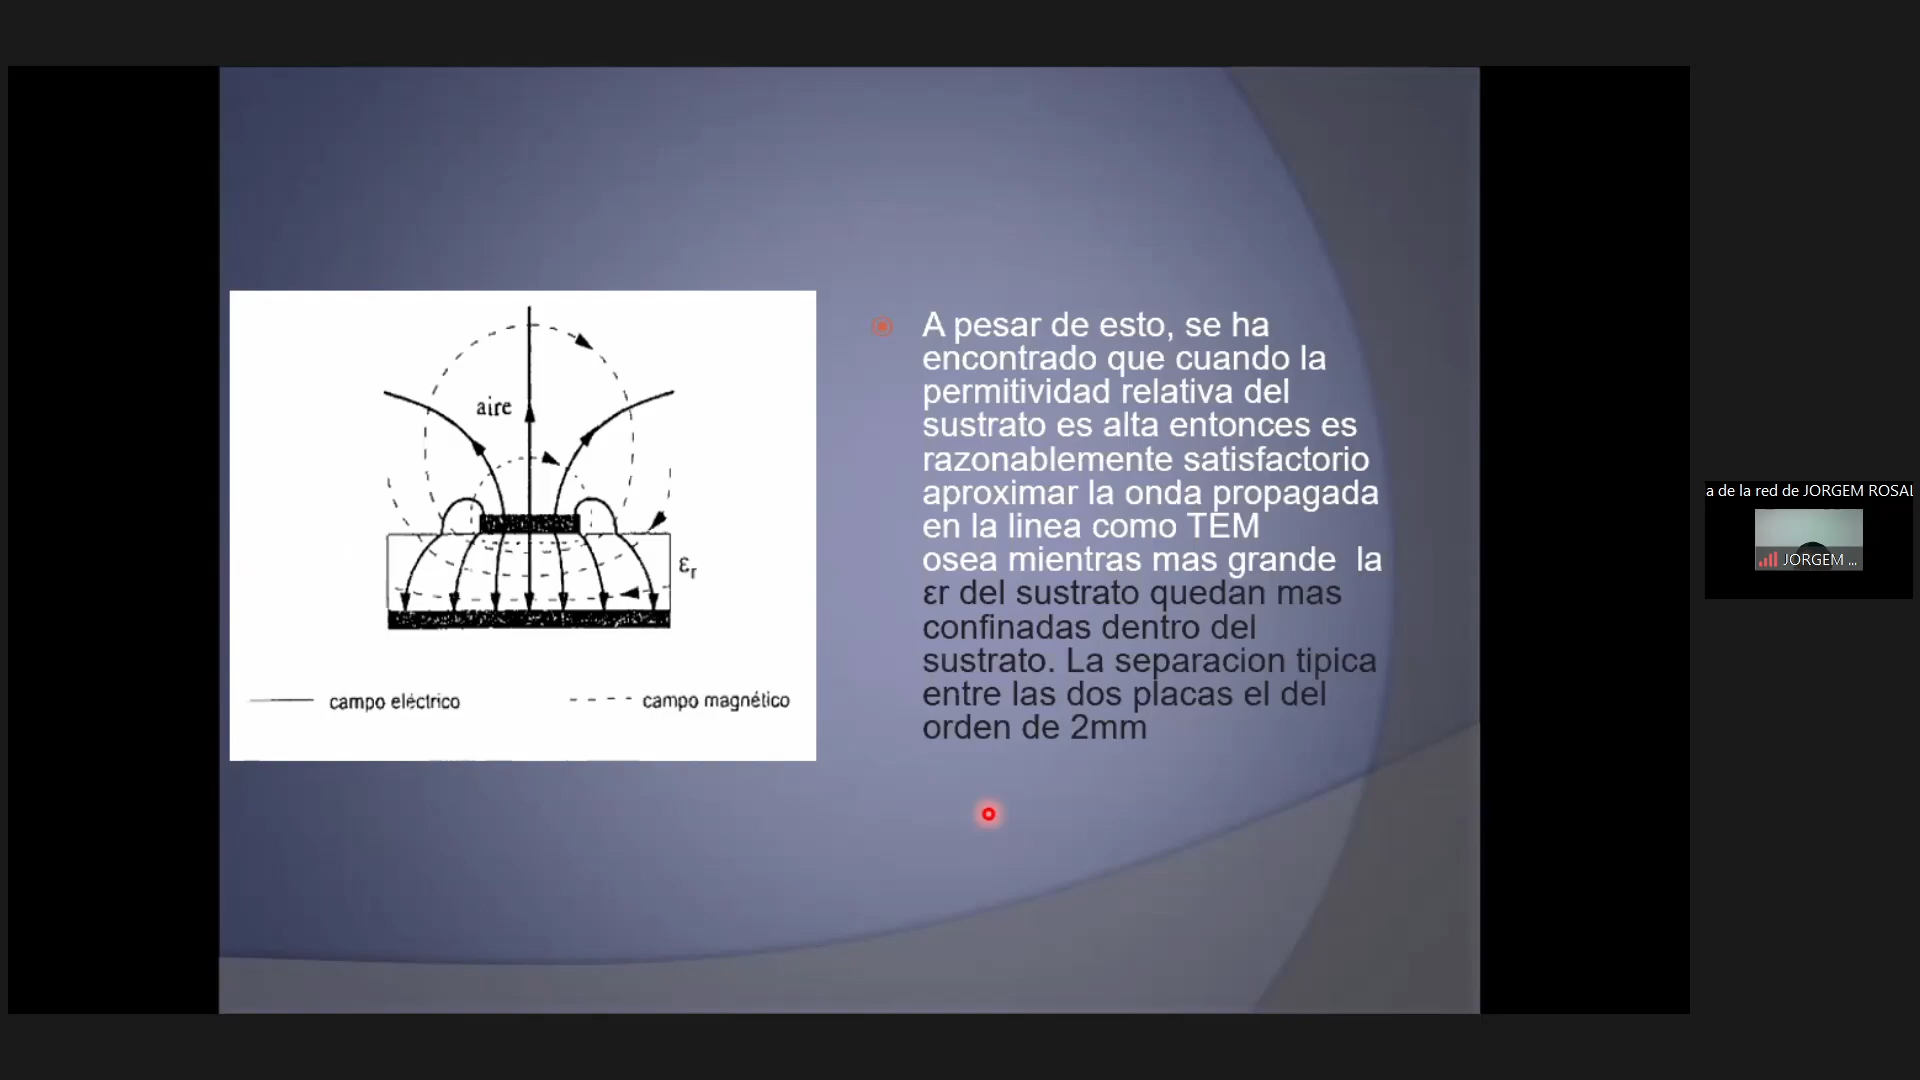 aire
εr
campo eléctrico
campo magnético
A pesar de esto, se ha
encontrado que cuando la
permitividad relativa del
sustrato es alta entonces es
razonablemente satisfactorio
aproximar la onda propagada
en la linea como TEM
osea mientras mas grande la
εr del sustrato quedan mas
confinadas dentro del
sustrato. La separacion tipica
entre las dos placas el del
orden de 2mm
a de la red de JORGEM ROSAL
JORGEM ...